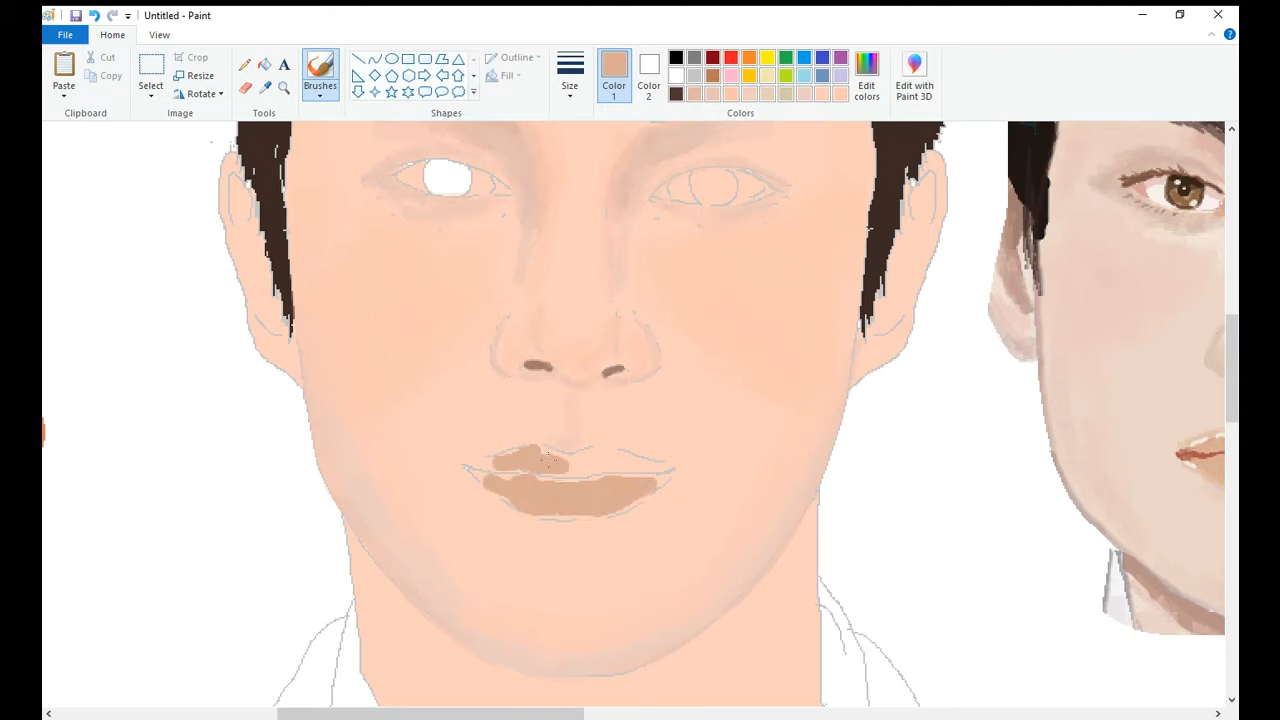 Untitled - Paint
File Home View
Paste
Cut
Copy
Clipboard
Select
Crop
Resize
Rotate
Image
A
Tools
Brushes
Outline
Fill
Shapes
Size
Color 1
Color 2
Edit colors
Colors
Edit with Paint 3D